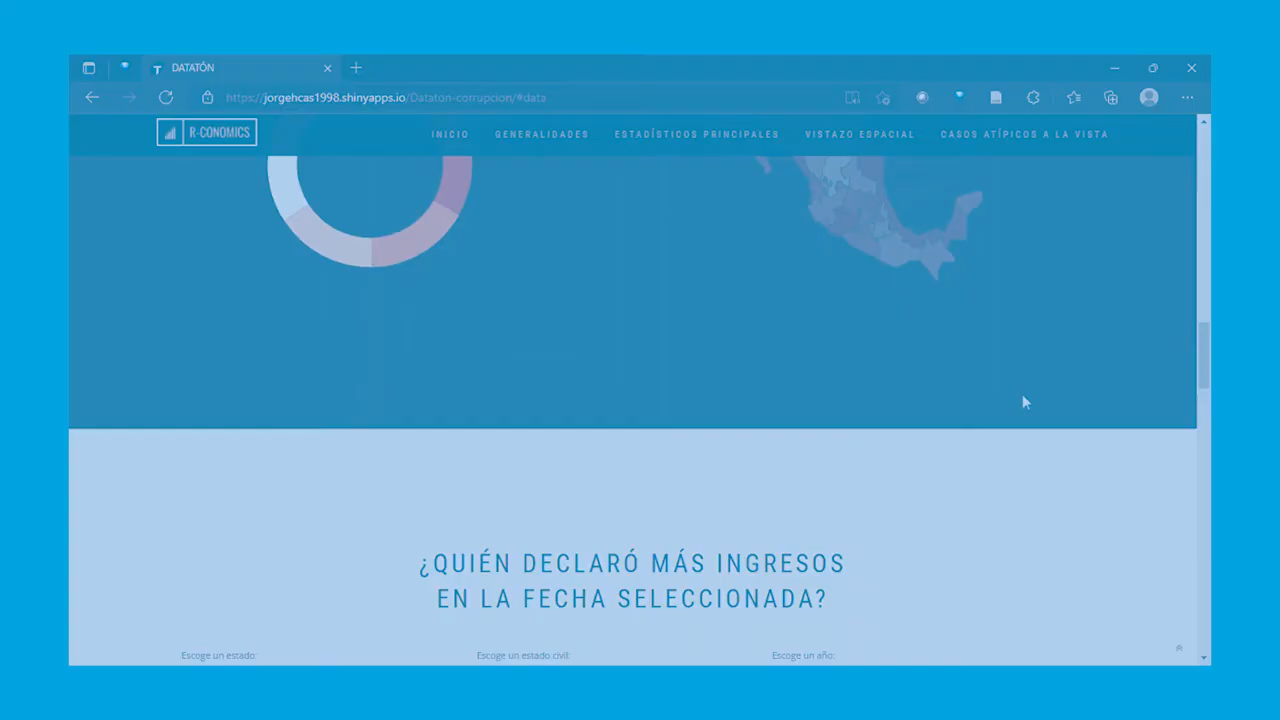 DATATÓN
https://jorgehcas1998.shinyapps.io/Dataton-corrupcion/#data
R-CONOMICS
INICIO GENERALIDADES ESTADÍSTICOS PRINCIPALES VISTAZO ESPACIAL CASOS ATÍPICOS A LA VISTA
¿QUIÉN DECLARÓ MÁS INGRESOS
EN LA FECHA SELECCIONADA?
Escoge un estado: Escoge un estado civil: Escoge un año: